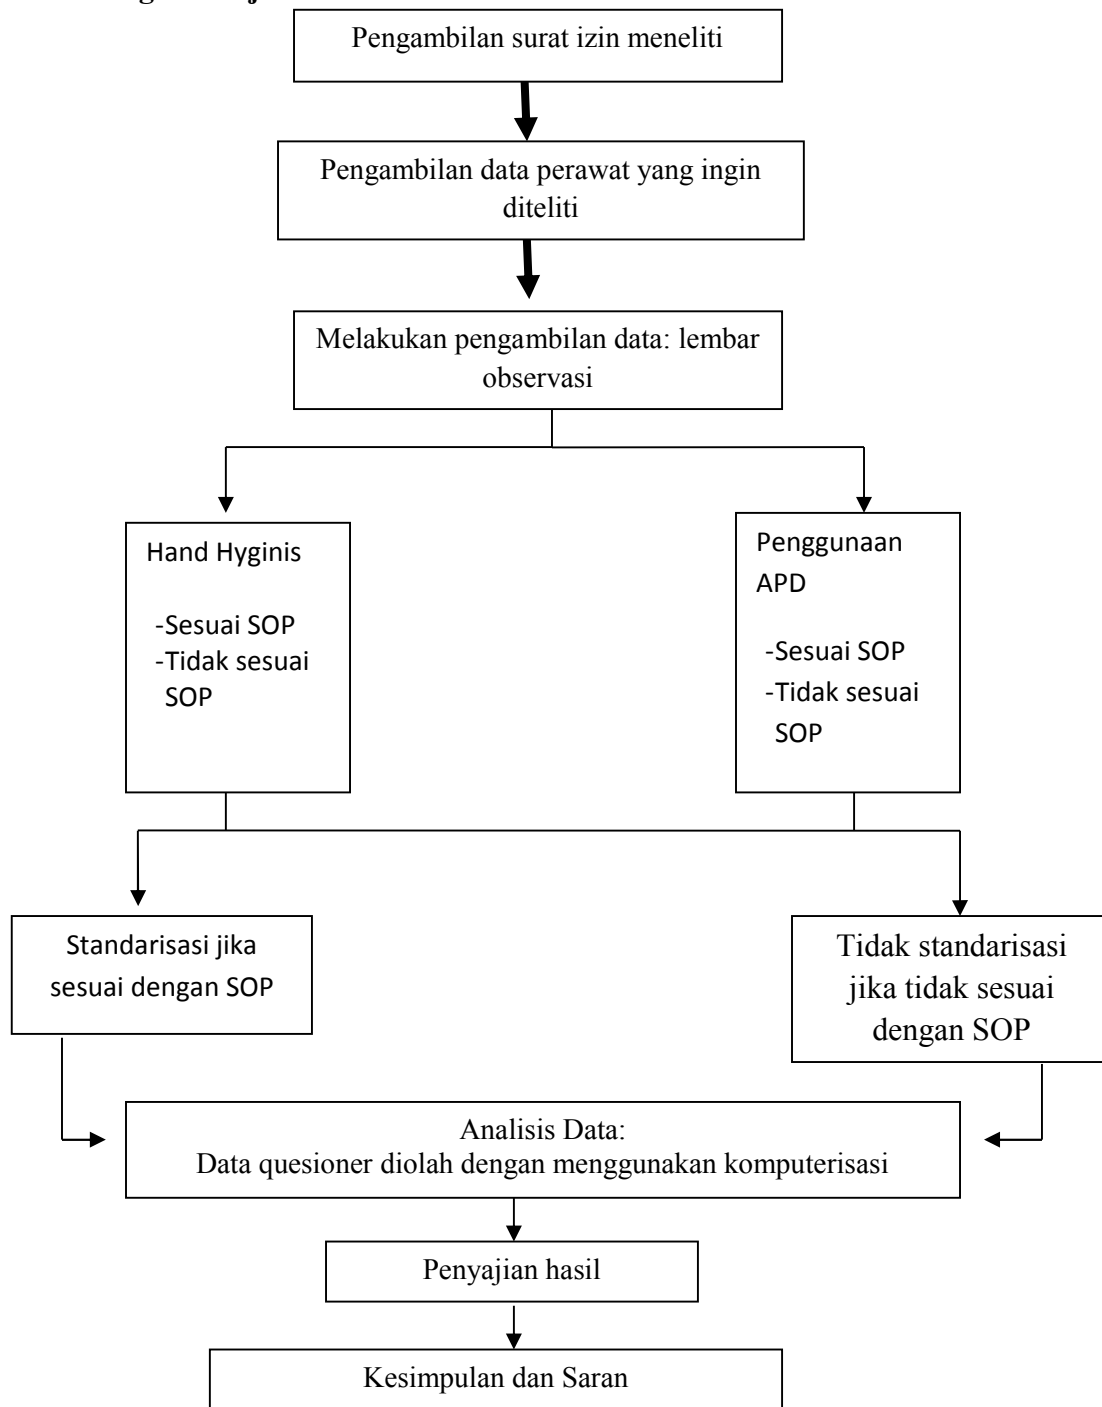 Pengambilan surat izin meneliti
Pengambilan data perawat yang ingin
diteliti
Melakukan pengambilan data: lembar
observasi
Hand Hyginis
-Sesuai SOP
-Tidak sesuai
SOP
Penggunaan
APD
-Sesuai SOP
-Tidak sesuai
SOP
Standarisasi jika
sesuai dengan SOP
Tidak standarisasi
jika tidak sesuai
dengan SOP
Analisis Data:
Data quesioner diolah dengan menggunakan komputerisasi
Penyajian hasil
Kesimpulan dan Saran